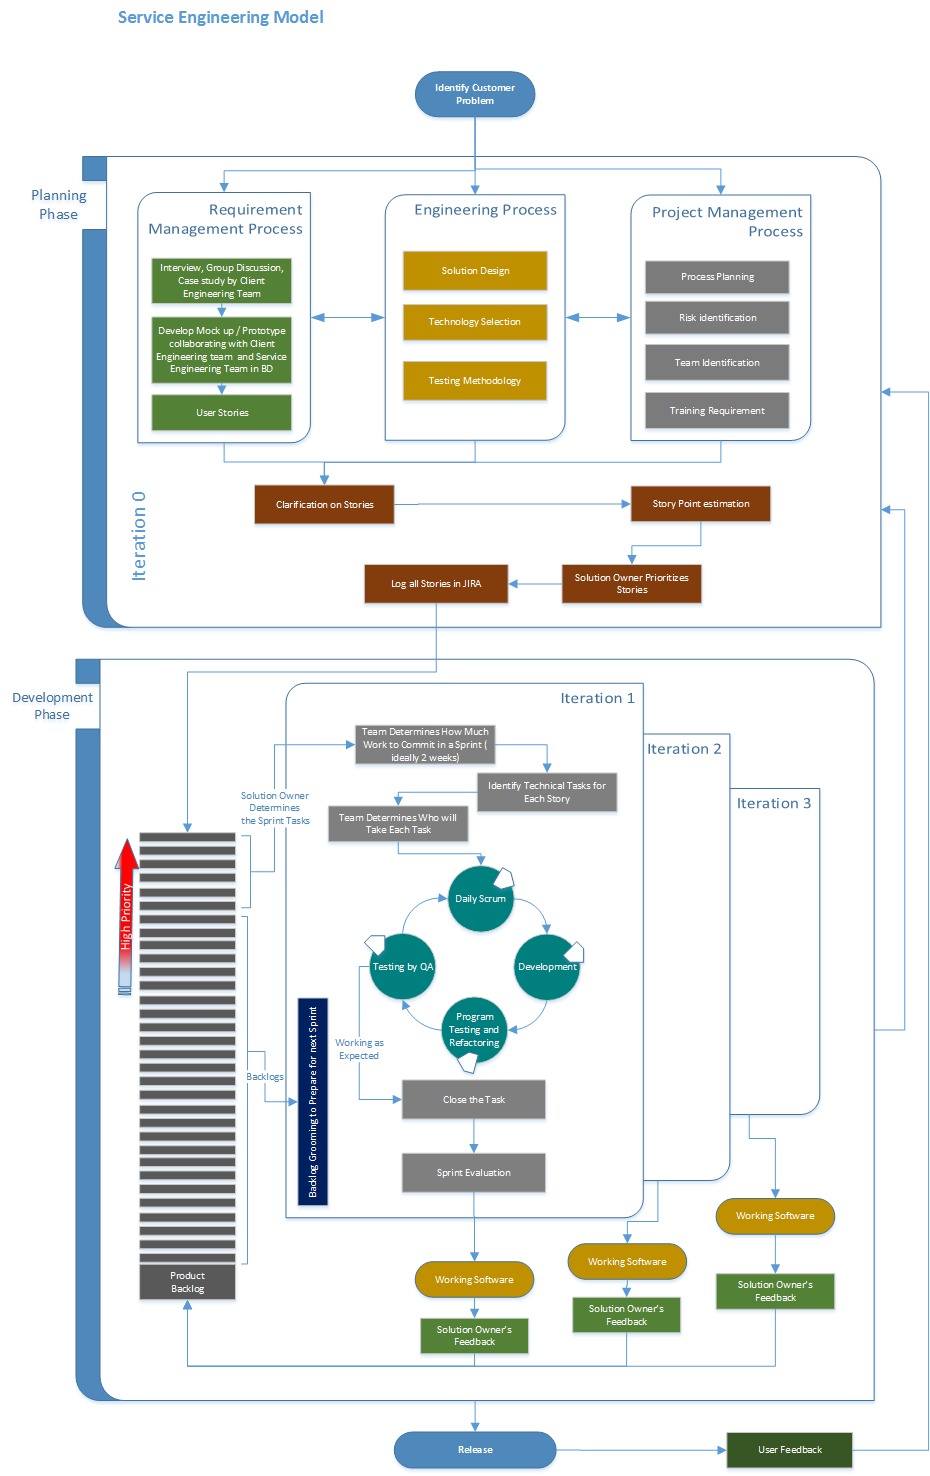 Service Engineering Model
Identify Customer
Problem
Planning
Phase
Requirement
Management Process
Interview, Group Discussion,
Case study by Client
Engineering Team
Develop Mock up / Prototype
collaborating with Client
Engineering team and Service
Engineering Team in BD
User Stories
Engineering Process
Solution Design
Technology Selection
Testing Methodology
Project Management
Process
Process Planning
Risk identification
Team Identification
Training Requirement
Iteration 0
Clarification on Stories
Story Point estimation
Solution Owner Prioritizes
Stories
Log all Stories in JIRA
Development
Phase
Iteration 1
Team Determines How Much
Work to Commit in a Sprint (
ideally 2 weeks)
Identify Technical Tasks for
Each Story
Team Determines Who will
Take Each Task
Iteration 2
Iteration 3
Solution Owner
Determines
the Sprint Tasks
High Priority
Daily Scrum
Testing by QA
Development
Program
Testing and
Refactoring
Working as
Expected
Backlogs
Backlog Grooming to Prepare for next Sprint
Close the Task
Sprint Evaluation
Product
Backlog
Working Software
Solution Owner's
Feedback
Working Software
Solution Owner's
Feedback
Working Software
Solution Owner's
Feedback
Release
User Feedback